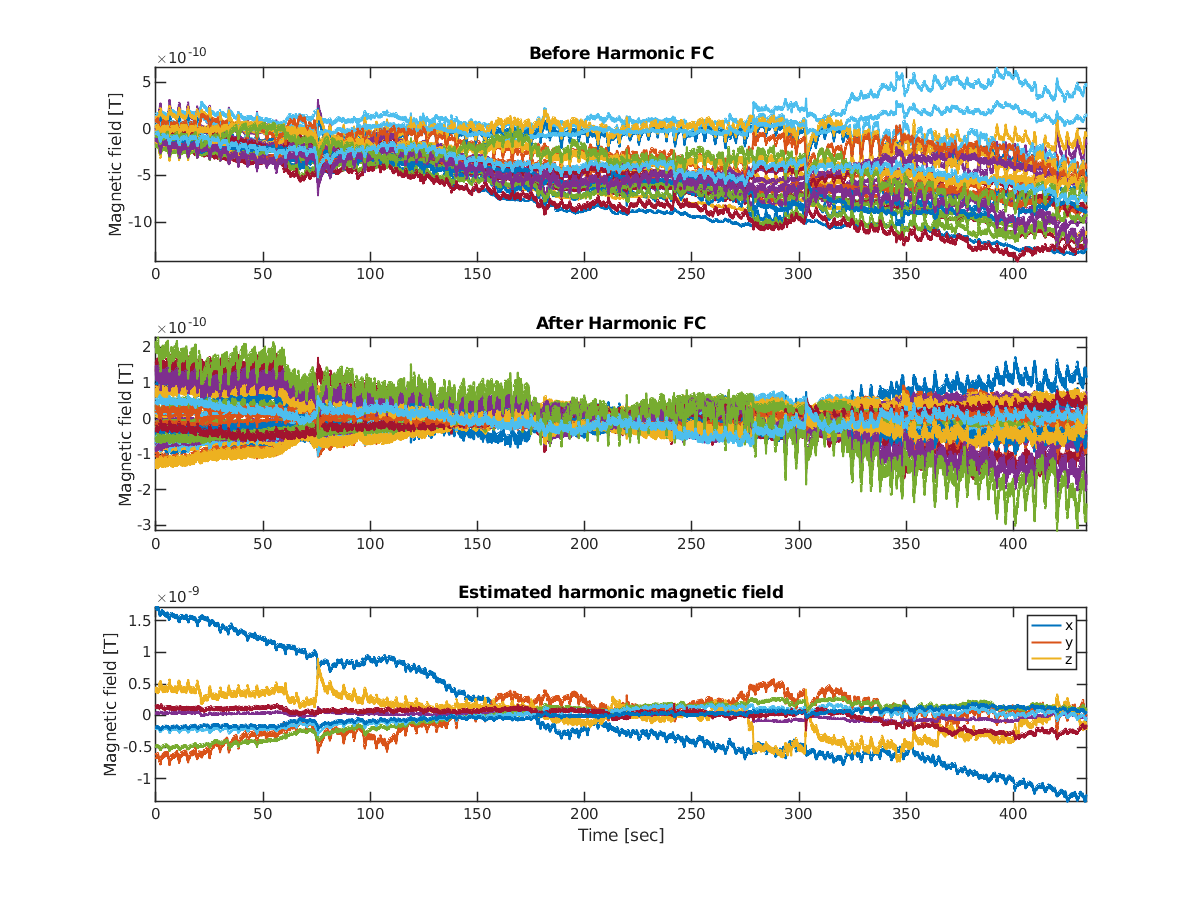 Before Harmonic FC
×10-10
5
0
-5
-10
Magnetic field [T]
0 50 100 150 200 250 300 350 400
After Harmonic FC
×10-10
2
1
0
-1
-2
-3
Magnetic field [T]
0 50 100 150 200 250 300 350 400
Estimated harmonic magnetic field
×10-9
1.5
1
0.5
0
-0.5
-1
Magnetic field [T]
x
y
z
0 50 100 150 200 250 300 350 400
Time [sec]